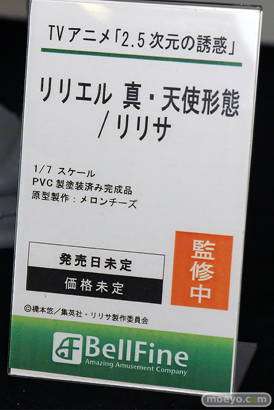 TVアニメ「2.5次元の誘惑」
リリエル 真・天使形態
/リリサ
1/7 スケール
PVC製塗装済み完成品
原型製作：メロンチーズ
発売日未定
価格未定
監修中
©橋本悠／集英社・リリサ製作委員会
BellFine
Amazing Amusement Company
moeyo.com